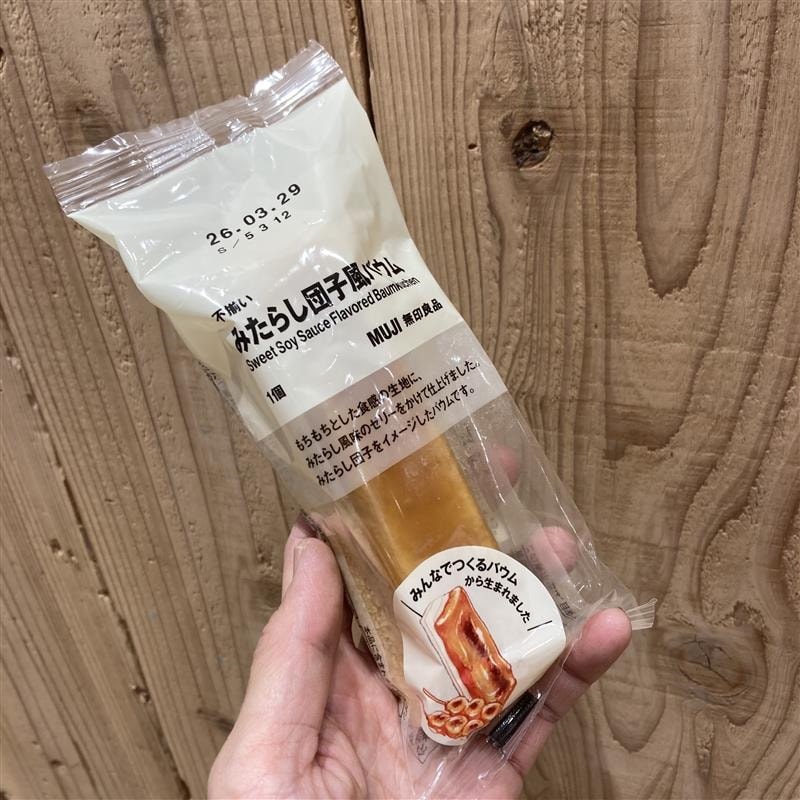 26.03.29
S/5312
不揃い
みたらし団子風バウム
Sweet Soy Sauce Flavored Baumkuchen
MUJI 無印良品
1個
もちもちとした食感の生地に、
みたらし風味のゼリーをかけて仕上げました。
みたらし団子をイメージしたバウムです。
みんなでつくるバウム
から生まれました